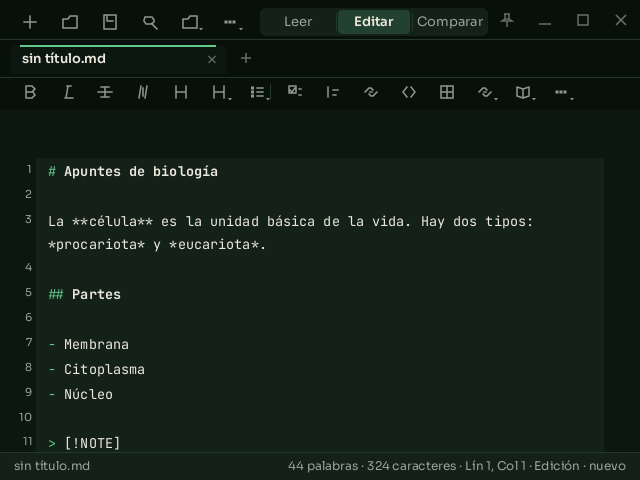 Leer Editar Comparar
sin título.md
1 # Apuntes de biología
2
3 La **célula** es la unidad básica de la vida. Hay dos tipos:
*procariota* y *eucariota*.
4
5 ## Partes
6
7 - Membrana
8 - Citoplasma
9 - Núcleo
10
11 > [!NOTE]
sin título.md 44 palabras · 324 caracteres · Lín 1, Col 1 · Edición · nuevo